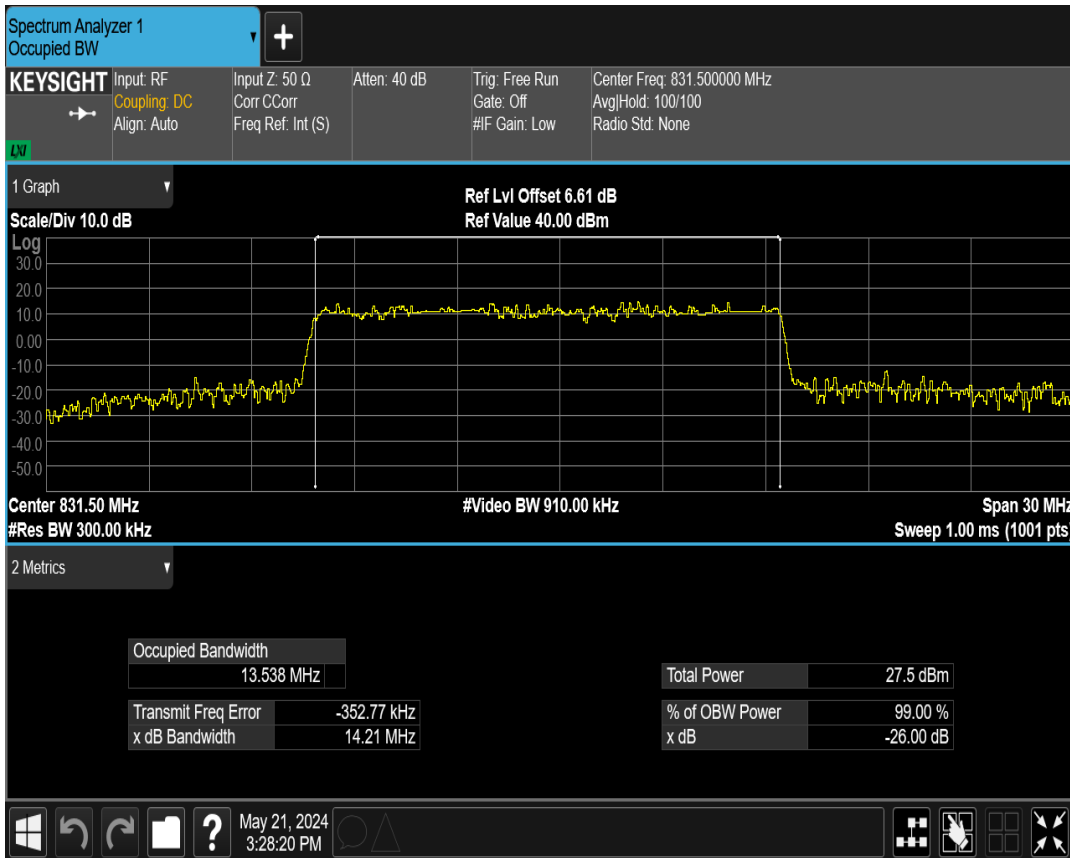 Spectrum Analyzer 1
Occupied BW
+
KEYSIGHT
LXI
Input: RF
Coupling: DC
Align: Auto
Input Z: 50 Ω
Corr CCorr
Freq Ref: Int (S)
Atten: 40 dB
Trig: Free Run
Gate: Off
#IF Gain: Low
Center Freq: 831.500000 MHz
Avg|Hold: 100/100
Radio Std: None
1 Graph
Scale/Div 10.0 dB
Ref Lvl Offset 6.61 dB
Ref Value 40.00 dBm
Log
30.0
20.0
10.0
0.00
-10.0
-20.0
-30.0
-40.0
-50.0
Center 831.50 MHz
#Video BW 910.00 kHz
Span 30 MHz
#Res BW 300.00 kHz
Sweep 1.00 ms (1001 pts)
2 Metrics
Occupied Bandwidth
13.538 MHz
Transmit Freq Error -352.77 kHz
x dB Bandwidth 14.21 MHz
Total Power 27.5 dBm
% of OBW Power 99.00 %
x dB -26.00 dB
?
May 21, 2024
3:28:20 PM